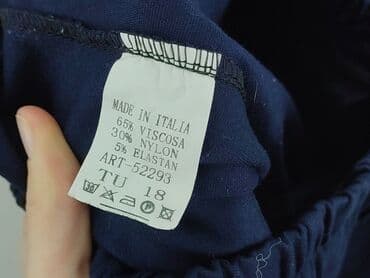 MADE IN ITALIA
65% VISCOSA
30% NYLON
5% ELASTAN
ART-52293
TU 18